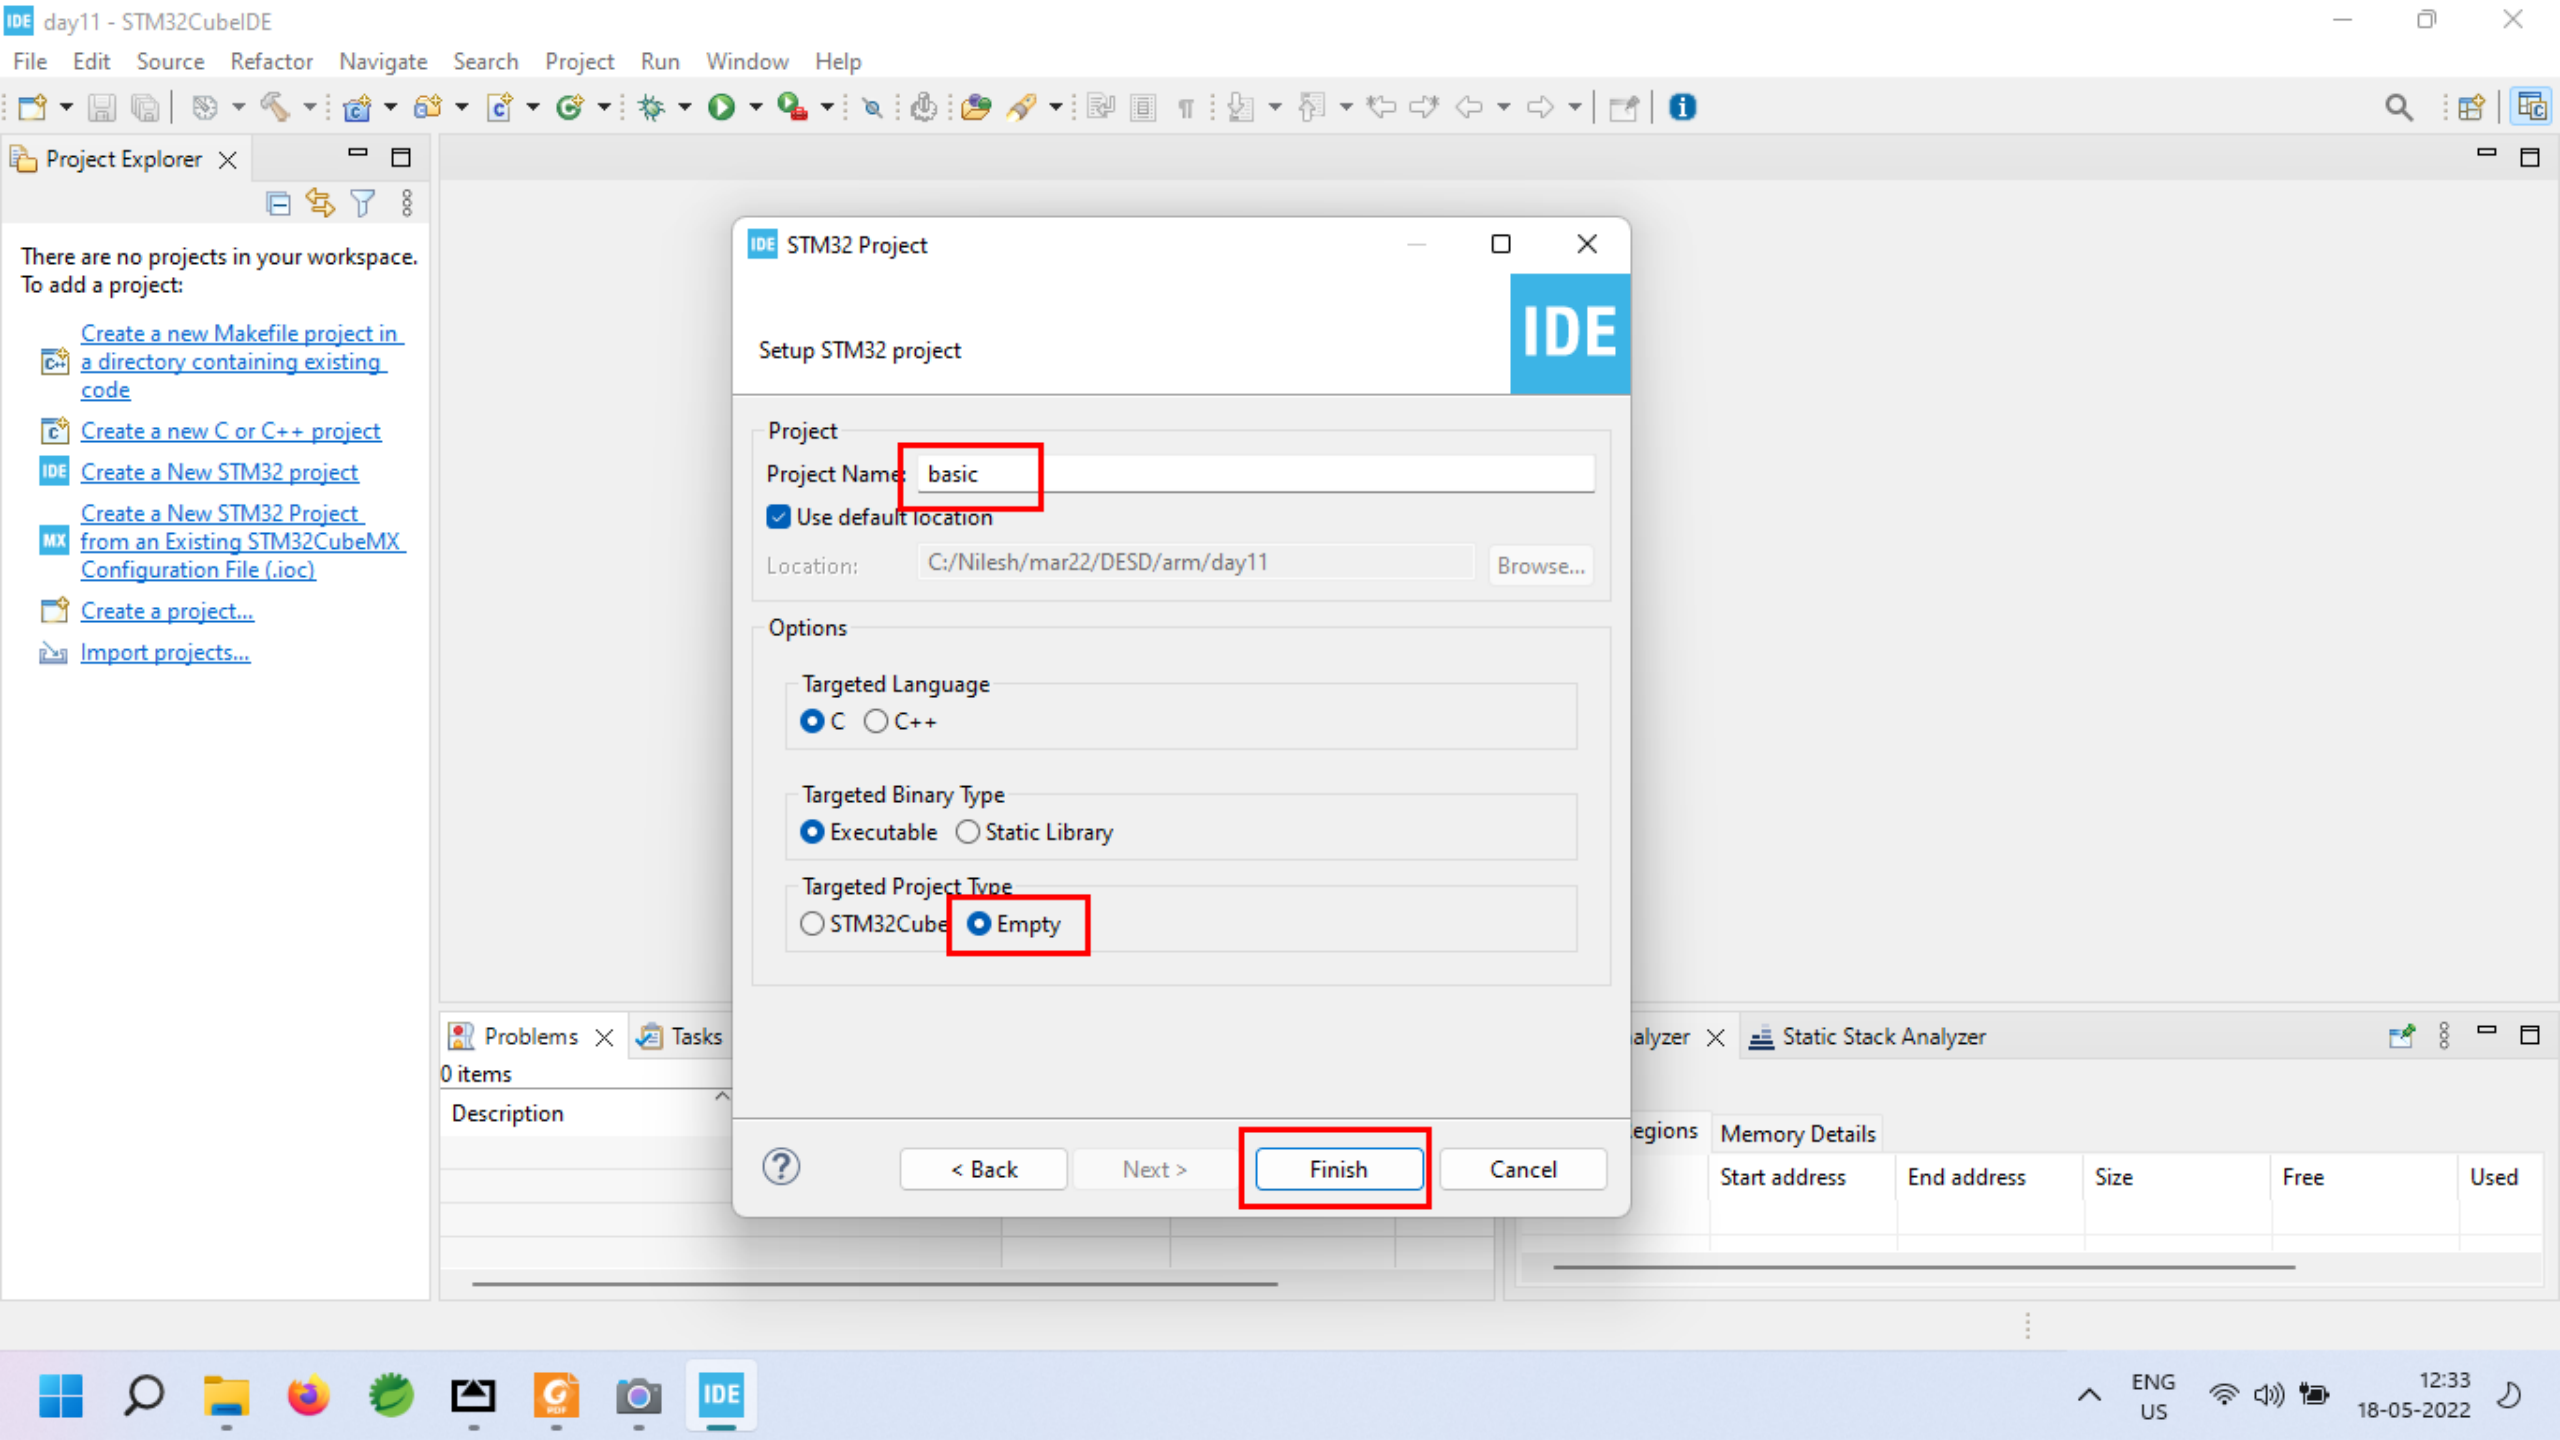 IDE day11 - STM32CubeIDE
File Edit Source Refactor Navigate Search Project Run Window Help
Project Explorer
There are no projects in your workspace.
To add a project:
Create a new Makefile project in
a directory containing existing
code
Create a new C or C++ project
IDE Create a New STM32 project
Create a New STM32 Project
MX from an Existing STM32CubeMX
Configuration File (.ioc)
Create a project...
Import projects...
IDE STM32 Project
IDE
Setup STM32 project
Project
Project Name: basic
Use default location
Location: C:/Nilesh/mar22/DESD/arm/day11 Browse...
Options
Targeted Language
C C++
Targeted Binary Type
Executable Static Library
Targeted Project Type
STM32Cube Empty
? < Back Next > Finish Cancel
Problems Tasks
0 items
Description
alyzer Static Stack Analyzer
egions Memory Details
Start address End address Size Free Used
IDE
ENG
US
12:33
18-05-2022